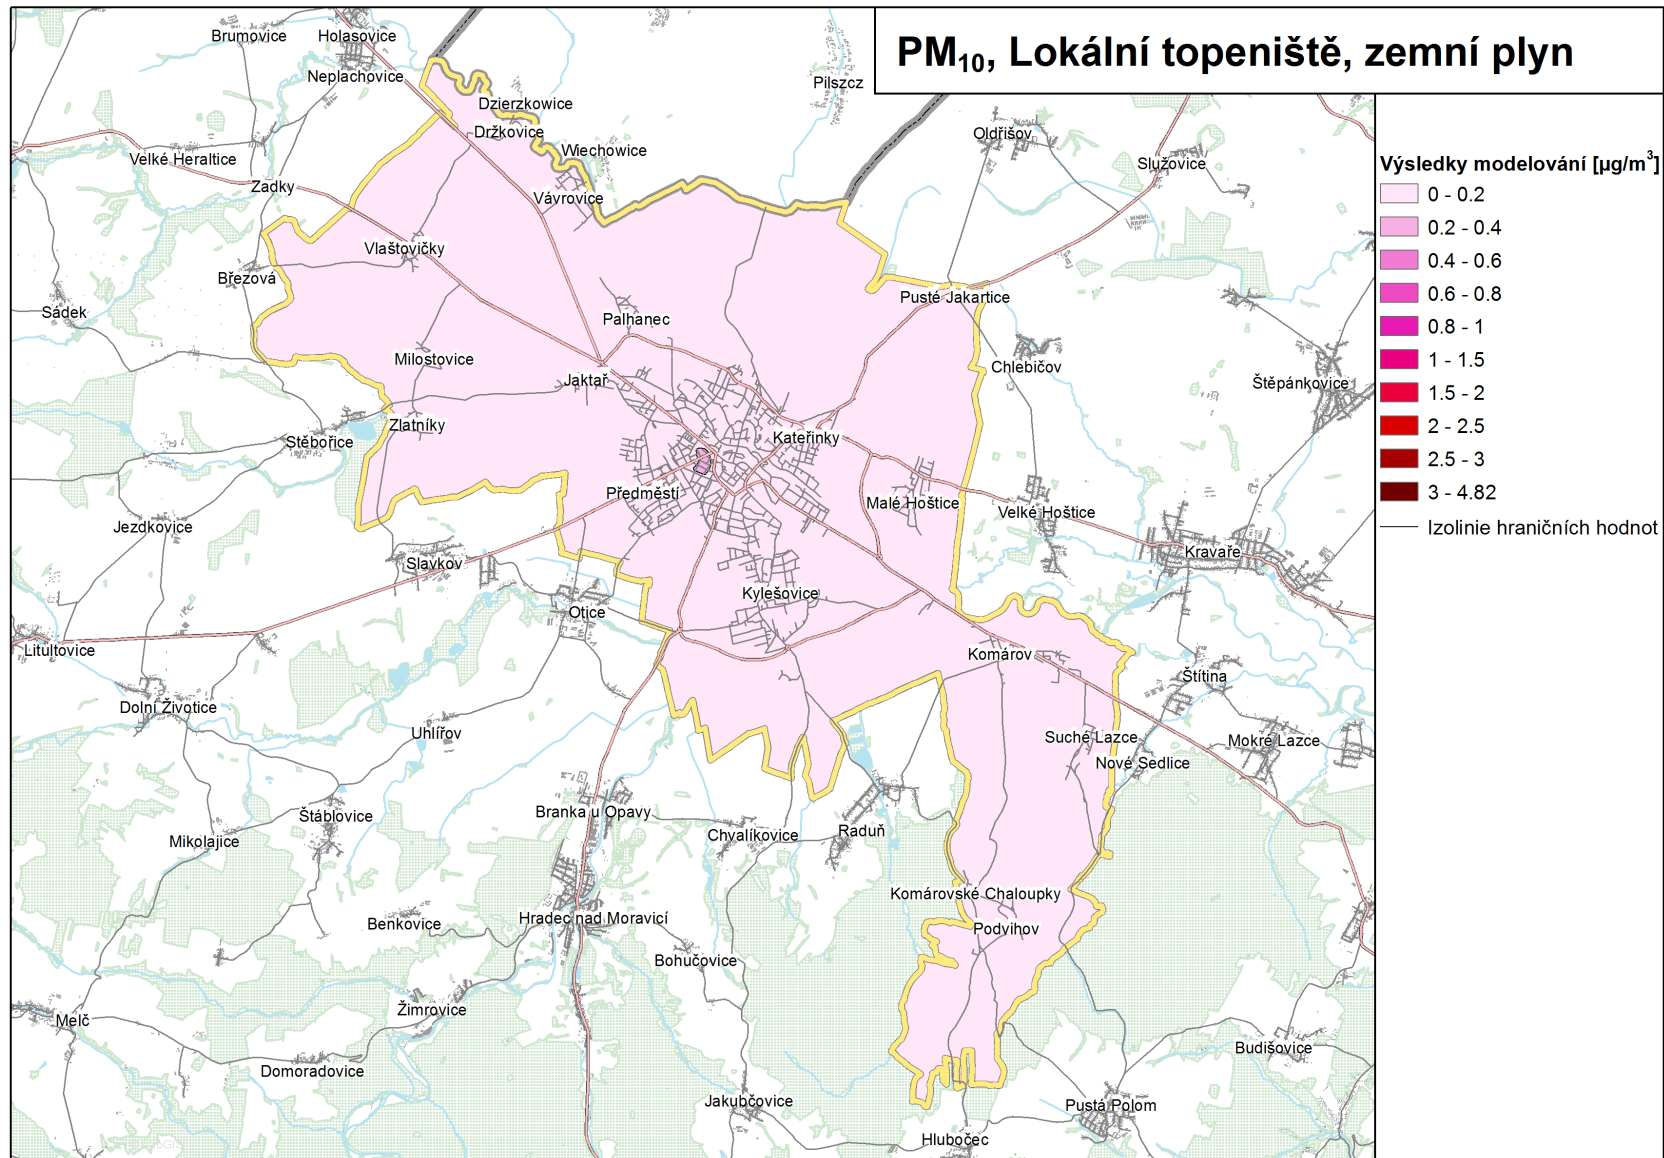 PM₁₀, Lokální topeniště, zemní plyn
Výsledky modelování [µg/m³]
0 - 0.2
0.2 - 0.4
0.4 - 0.6
0.6 - 0.8
0.8 - 1
1 - 1.5
1.5 - 2
2 - 2.5
2.5 - 3
3 - 4.82
Izolinie hraničních hodnot
Brumovice
Holasovice
Neplachovice
Pilszcz
Dzierzkowice
Držkovice
Oldřišov
Wiechowice
Velké Heraltice
Služovice
Zadky
Vávrovice
Vlaštovičky
Březová
Pusté Jakartice
Sádek
Palhanec
Milostovice
Chlebičov
Jaktař
Štěpánkovice
Zlatníky
Stěbořice
Kateřinky
Předměstí
Malé Hoštice
Velké Hoštice
Jezdkovice
Kravaře
Slavkov
Kylešovice
Otice
Litultovice
Komárov
Štítina
Dolní Životice
Uhlířov
Suché Lazce
Mokré Lazce
Nové Sedlice
Branka u Opavy
Štáblovice
Chvalíkovice
Raduň
Mikolajice
Komárovské Chaloupky
Benkovice
Hradec nad Moravicí
Podvihov
Bohučovice
Žimrovice
Melč
Budišovice
Domoradovice
Jakubčovice
Pustá Polom
Hlubočec